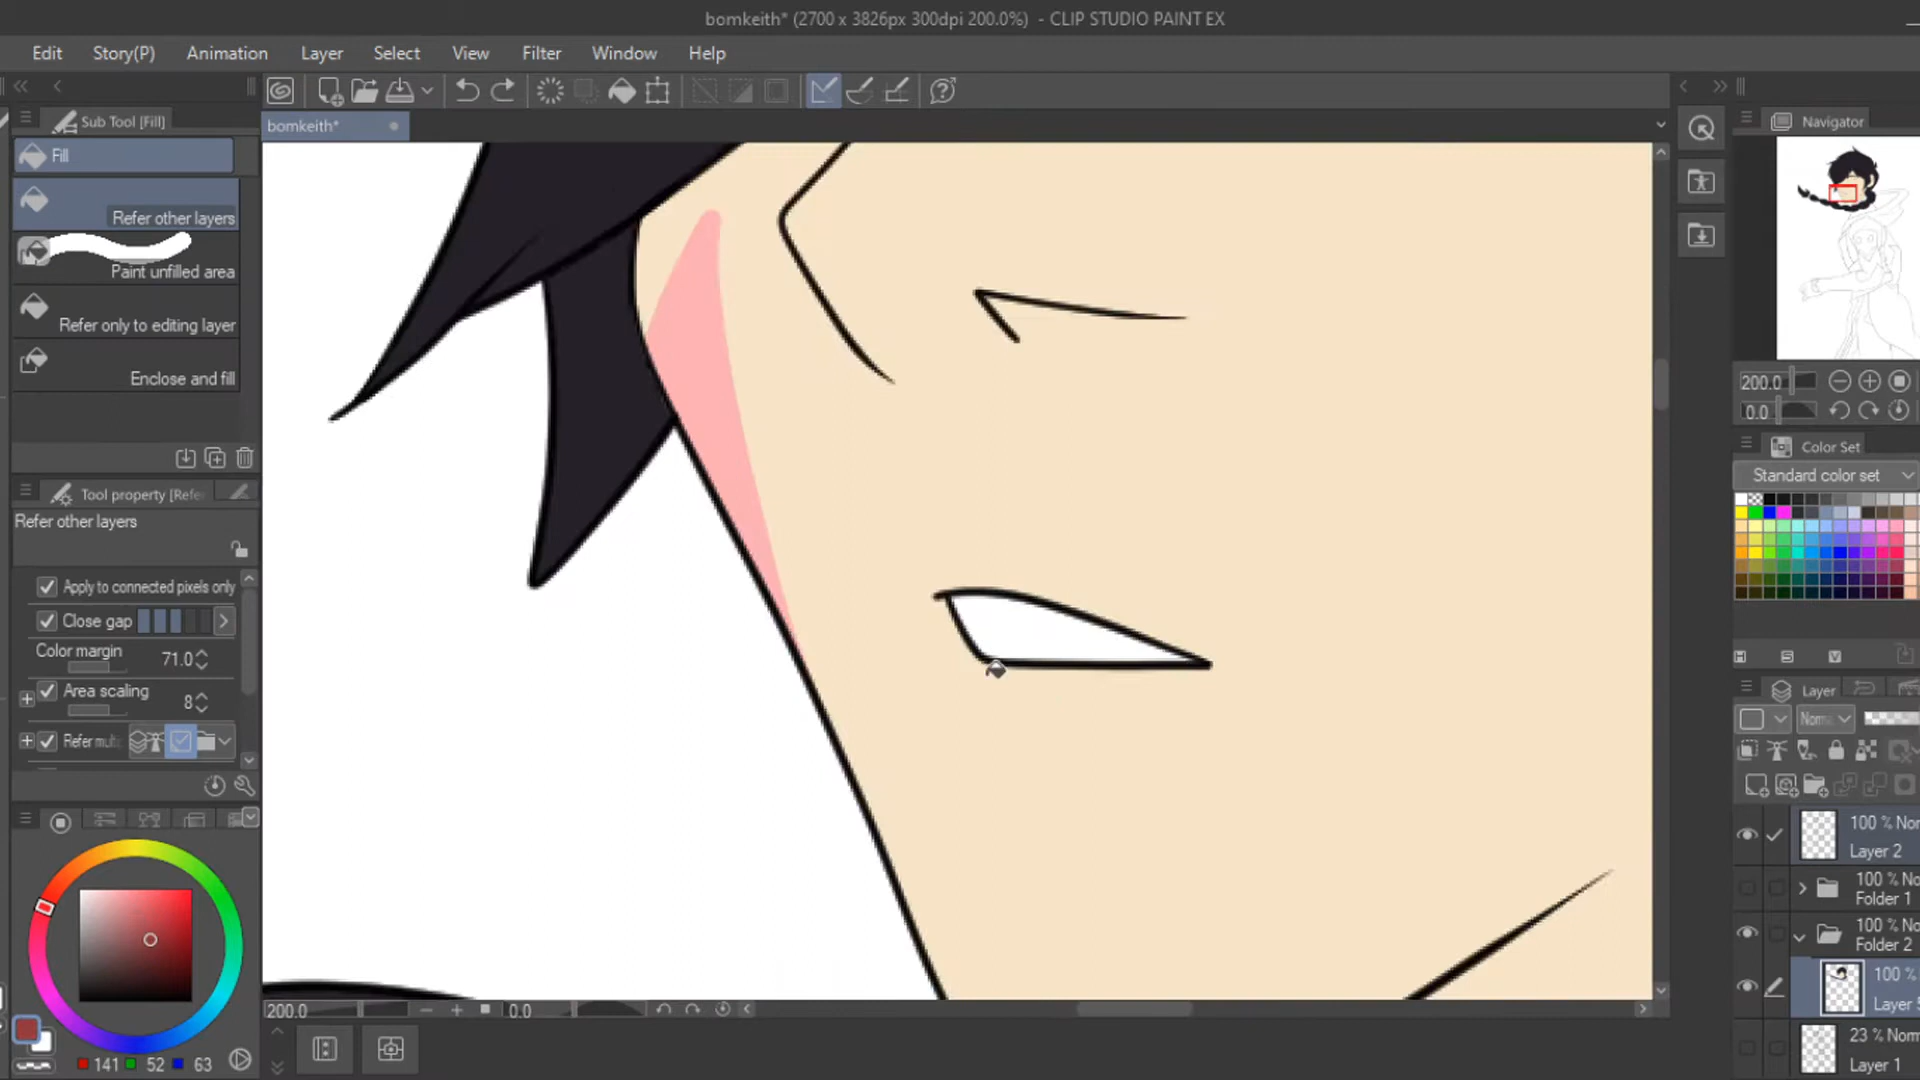 bomkeith* (2700 x 3826px 300dpi 200.0%) - CLIP STUDIO PAINT EX
Edit Story(P) Animation Layer Select View Filter Window Help
Sub Tool [Fill]
bomkeith*
Navigator
Fill
Refer other layers
Paint unfilled area
Refer only to editing layer
Enclose and fill
200.0
0.0
Color Set
Standard color set
Tool property [Refer
Refer other layers
Apply to connected pixels only
Close gap
Color margin 71.0
Area scaling 8
Refer multi
Layer
Norma
100 % Nor
Layer 2
100 % No
Folder 1
100 % No
Folder 2
100 %
Layer
23 % Norn
Layer 1
200.0 0.0
141 52 63